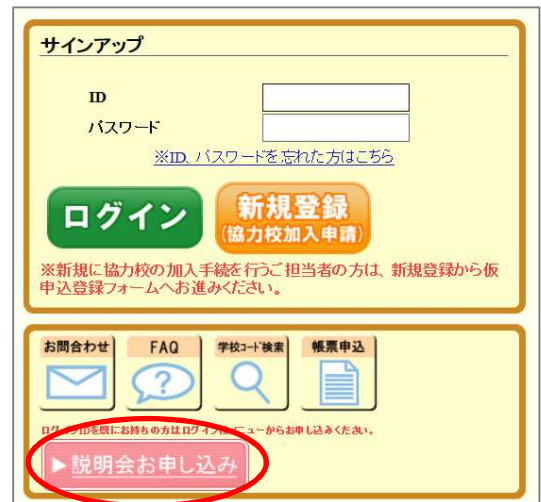 サインアップ
ID
パスワード
※ID、パスワードを忘れた方はこちら
ログイン
新規登録
(協力校加入申請)
※新規に協力校の加入手続を行うご担当者の方は、新規登録から仮
申込登録フォームへお進みください。
お問合わせ
FAQ
学校コード検索
帳票申込
ログインIDを既にお持ちの方はログイン後メニューからお申し込みください。
▶説明会お申し込み